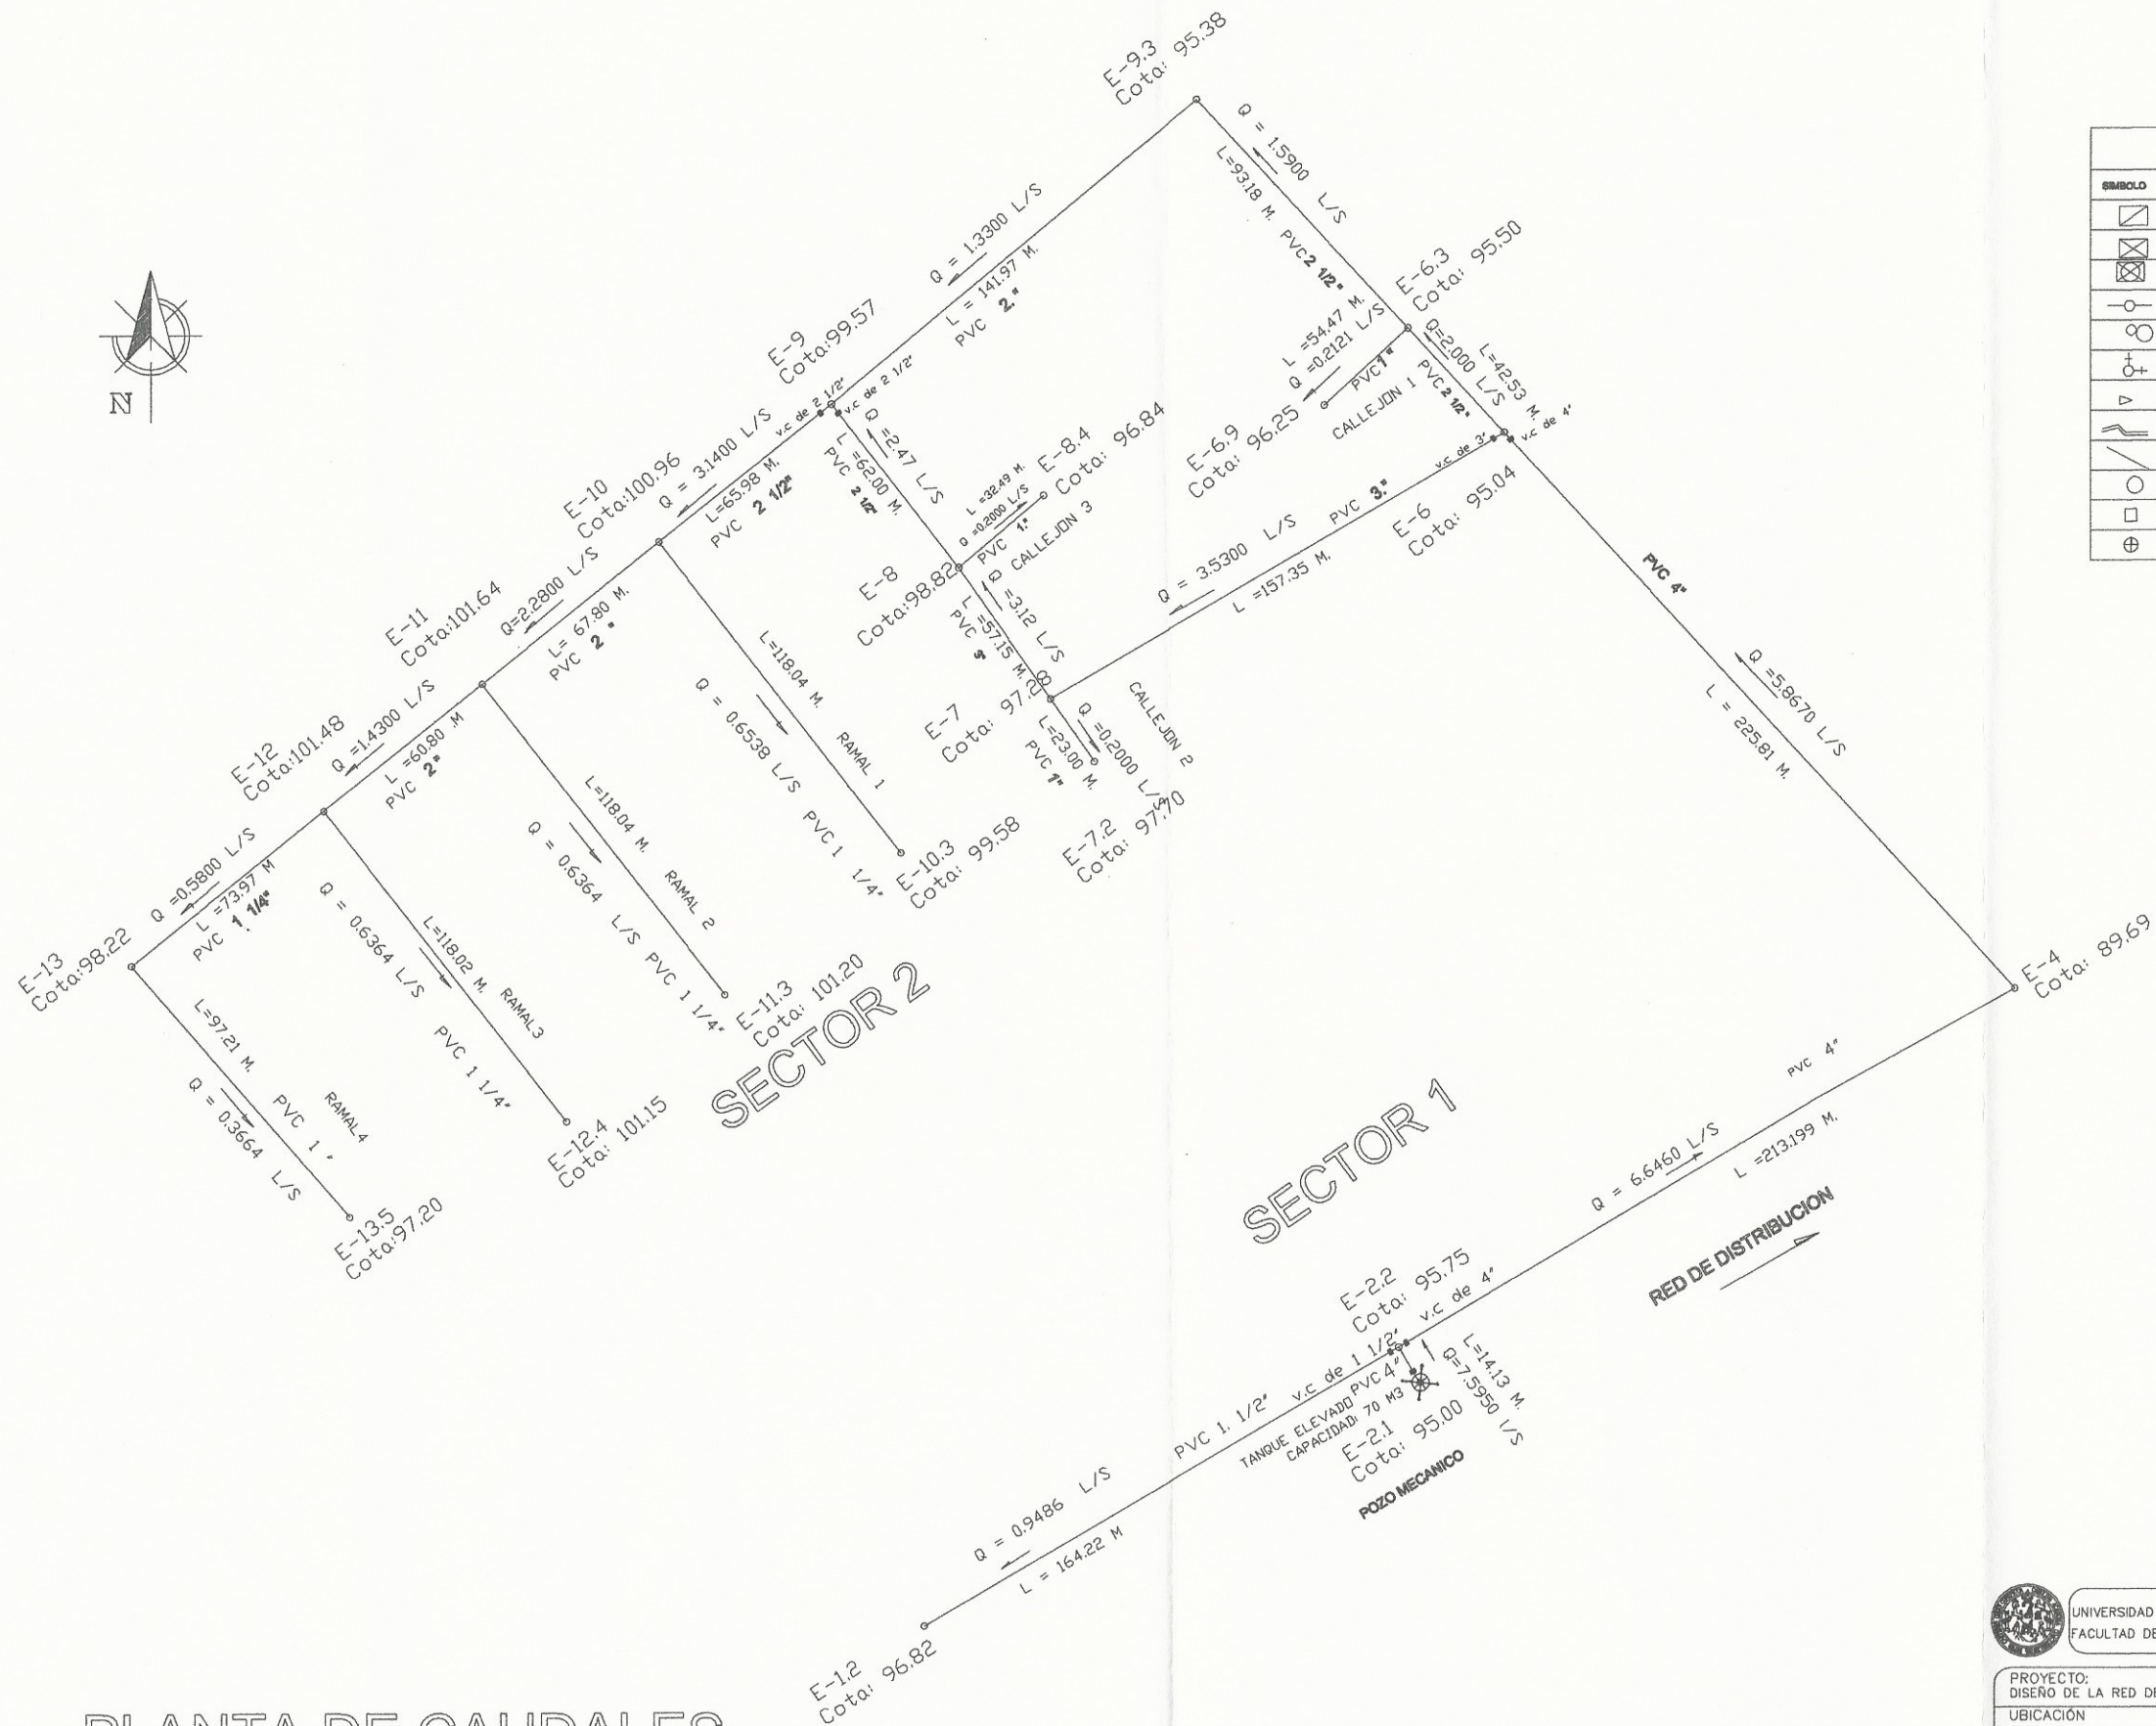 E-9.3
Cota: 95.38
Q = 1.5900 L/S
L=93.18 M. PVC 2 1/2"
Q = 1.3300 L/S
L = 141.97 M.
PVC 2."
E-6.3
Cota: 95.50
L =54.47 M.
Q =0.2121 L/S
PVC 1"
CALLEJON 1
Q=2.000 L/S
L=42.53 M.
PVC 2 1/2"
E-6.9
Cota: 96.25
v.c de 3"
v.c de 4"
E-6
Cota: 95.04
E-9
Cota:99.57
v.c de 2 1/2"
v.c de 2 1/2"
Q =2.47 L/S
L =62.00 M.
PVC 2 1/2"
E-8.4
Cota: 96.84
L =32.49 M.
Q =0.2000 L/S
PVC 1."
CALLEJON 3
Q = 3.5300 L/S PVC 3."
L =157.35 M.
E-10
Cota:100.96
Q = 3.1400 L/S
L=65.98 M.
PVC 2 1/2"
E-8
Cota:98.82
Q =3.12 L/S
L =57.15 M.
PVC 3"
E-7
Cota: 97.28
CALLEJON 2
Q =0.2000 L/S
L=23.00 M.
PVC 1"
E-7.2
Cota: 97.70
E-11
Cota:101.64
Q=2.2800 L/S
L= 67.80 M.
PVC 2 "
L=118.04 M. RAMAL 1
Q = 0.6538 L/S PVC 1 1/4"
E-10.3
Cota: 99.58
E-12
Cota:101.48
Q =1.4300 L/S
L =60.80 .M
PVC 2"
L=118.04 M. RAMAL 2
Q = 0.6364 L/S PVC 1 1/4"
E-11.3
Cota: 101.20
E-13
Cota:98.22
Q =0.5800 L/S
L =73.97 M
PVC 1 1/4"
L=118.02 M. RAMAL3
Q = 0.6364 L/S PVC 1 1/4"
E-12.4
Cota: 101.15
L=97.21 M. PVC 1 "
RAMAL4
Q = 0.3664 L/S
E-13.5
Cota:97.20
SECTOR 2
SECTOR 1
PVC 4"
Q =5.8670 L/S
L = 225.81 M.
E-4
Cota: 89.69
PVC 4"
Q = 6.6460 L/S
L =213.199 M.
RED DE DISTRIBUCION
E-2.2
Cota: 95.75
v.c de 4"
PVC 1. 1/2" v.c de 1 1/2"
PVC 4"
L=14.13 M.
Q=7.5950 l/S
TANQUE ELEVADO
CAPACIDAD: 70 M3
E-2.1
Cota: 95.00
POZO MECANICO
Q = 0.9486 L/S
L = 164.22 M
E-1.2
Cota: 96.82
N
SIMBOLO
PLANTA DE CAUDALES
UNIVERSIDAD
FACULTAD DE
PROYECTO:
DISEÑO DE LA RED DE
UBICACIÓN